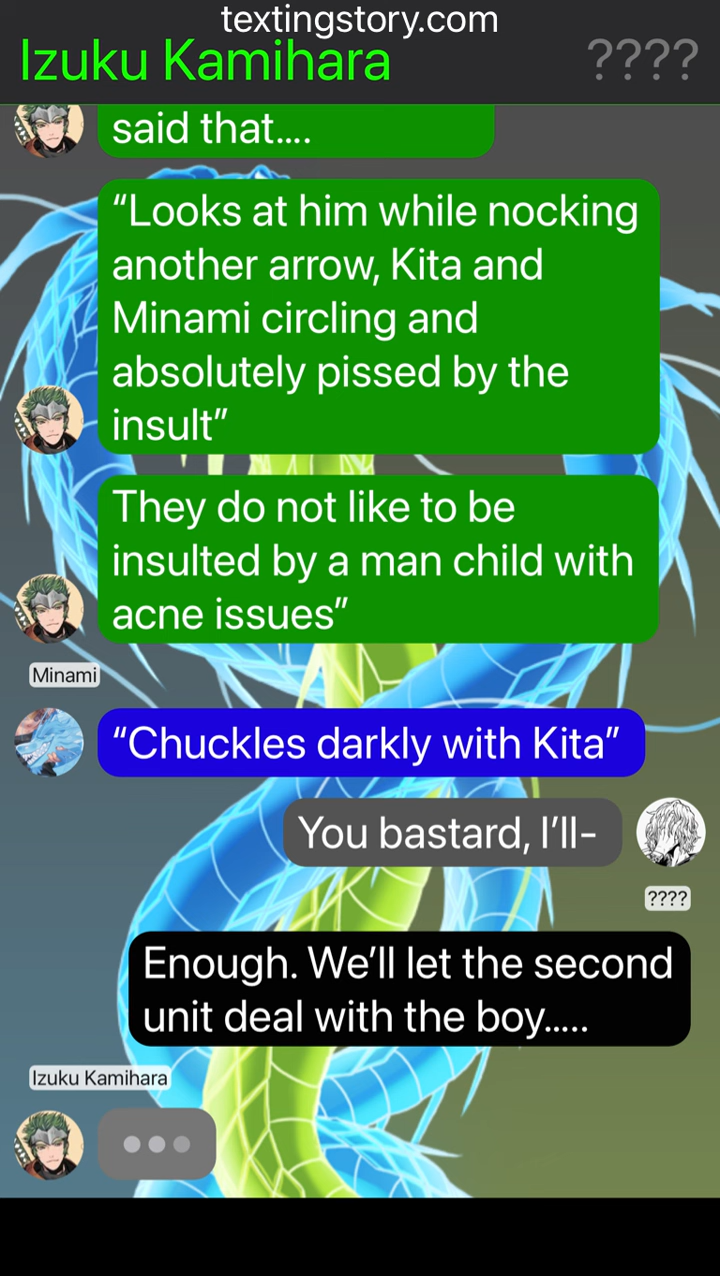 textingstory.com
Izuku Kamihara
????
said that....
“Looks at him while nocking
another arrow, Kita and
Minami circling and
absolutely pissed by the
insult”
They do not like to be
insulted by a man child with
acne issues”
Minami
“Chuckles darkly with Kita”
You bastard, I’ll-
????
Enough. We’ll let the second
unit deal with the boy.....
Izuku Kamihara